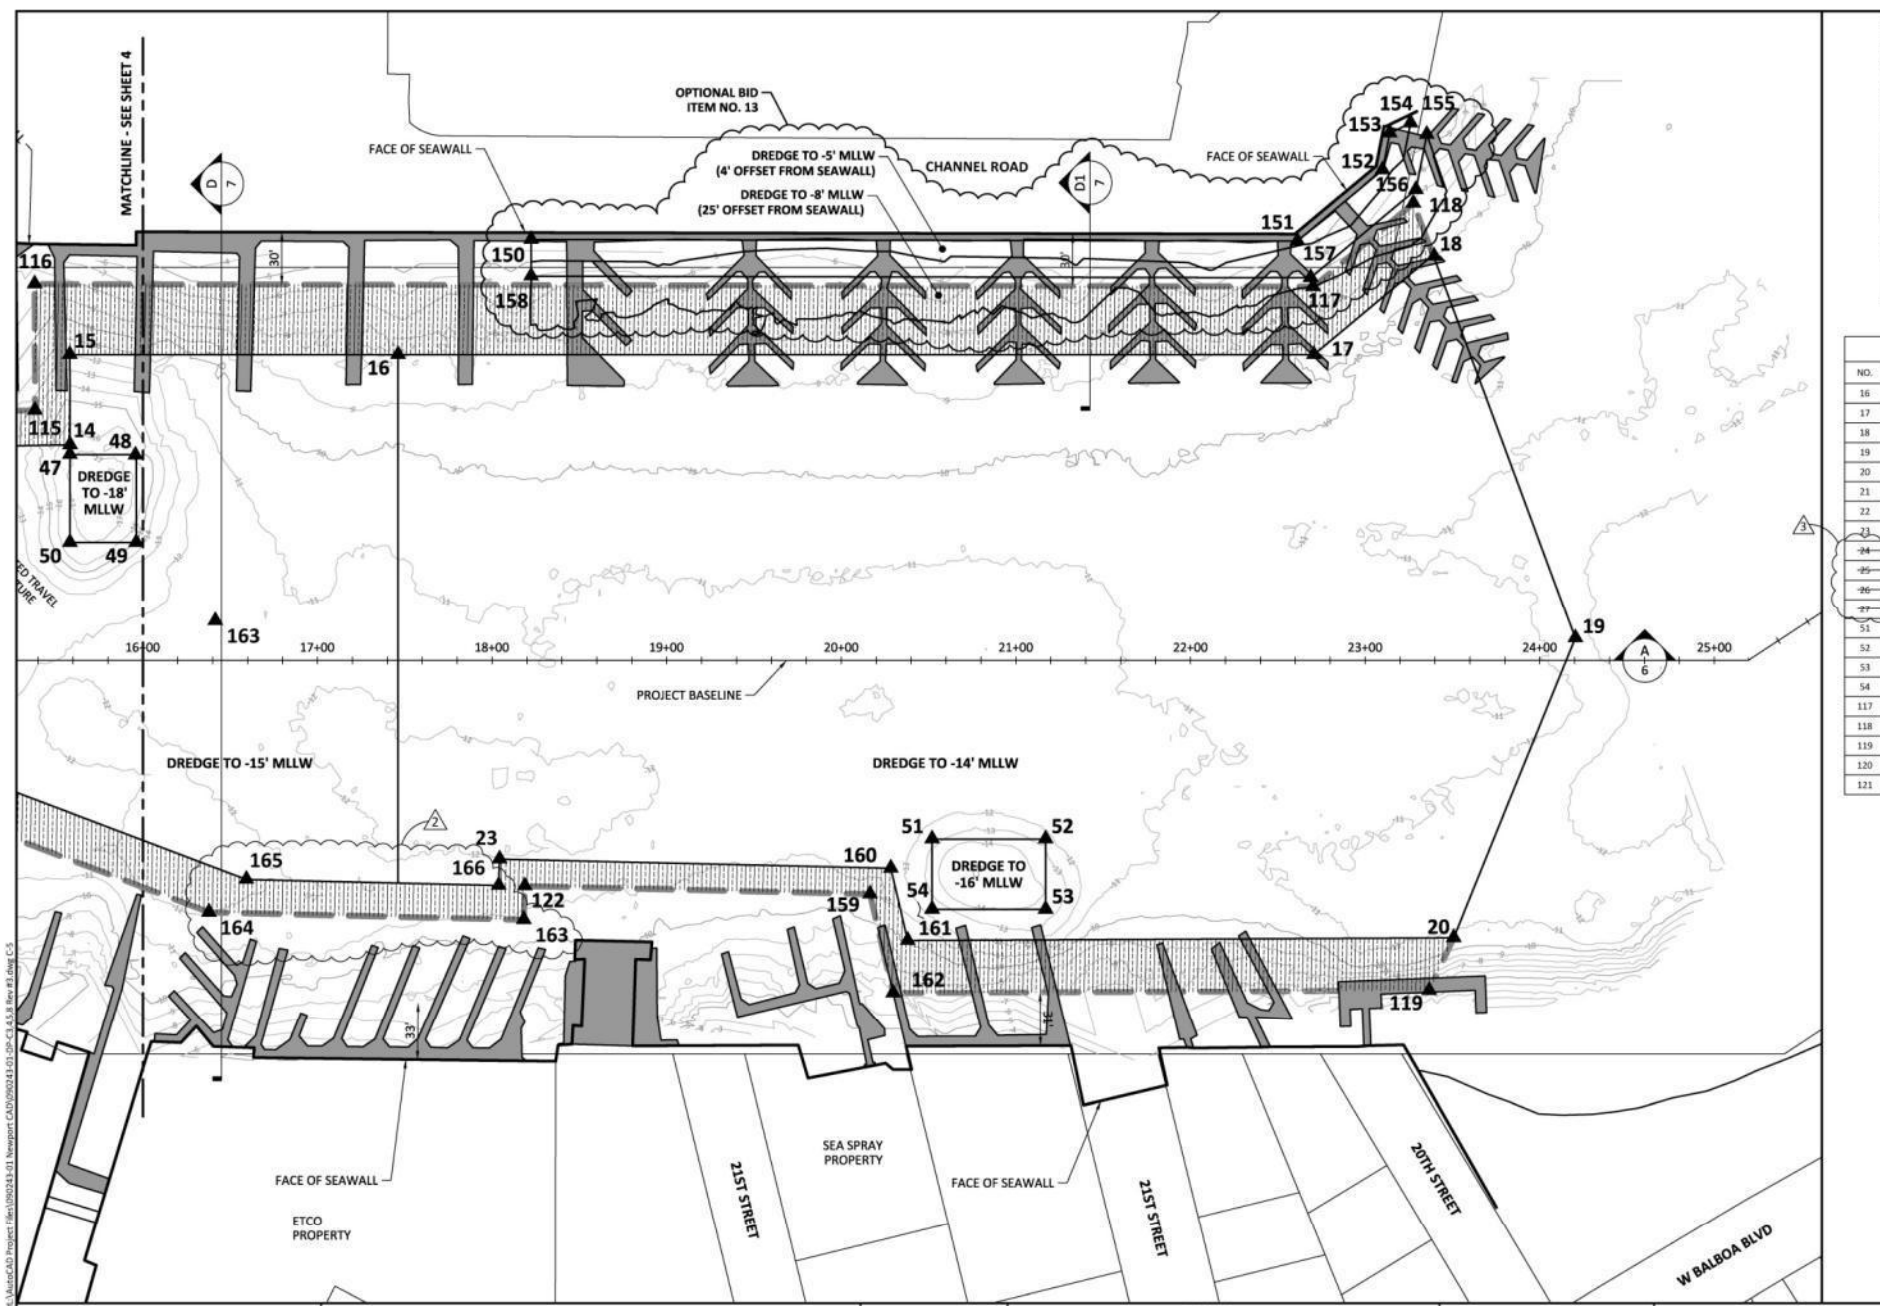 MATCHLINE - SEE SHEET 4
OPTIONAL BID
ITEM NO. 13
FACE OF SEAWALL
DREDGE TO -5' MLLW
(4' OFFSET FROM SEAWALL)
DREDGE TO -8' MLLW
(25' OFFSET FROM SEAWALL)
CHANNEL ROAD
FACE OF SEAWALL
D
7
D1
7
154
155
153
152
156
118
18
151
157
117
17
150
158
30'
30'
116
15
16
115
14
48
47
DREDGE
TO -18'
MLLW
50
49
TED TRAVEL
TURE
163
16+00
17+00
18+00
19+00
20+00
21+00
22+00
23+00
24+00
25+00
19
A
6
PROJECT BASELINE
DREDGE TO -15' MLLW
DREDGE TO -14' MLLW
2
3
23
165
166
122
164
163
160
159
161
162
51
52
DREDGE TO
-16' MLLW
54
53
20
119
33'
31'
FACE OF SEAWALL
ETCO
PROPERTY
21ST STREET
SEA SPRAY
PROPERTY
FACE OF SEAWALL
21ST STREET
20TH STREET
W BALBOA BLVD
NO.
16
17
18
19
20
21
22
23
24
25
26
27
51
52
53
54
117
118
119
120
121